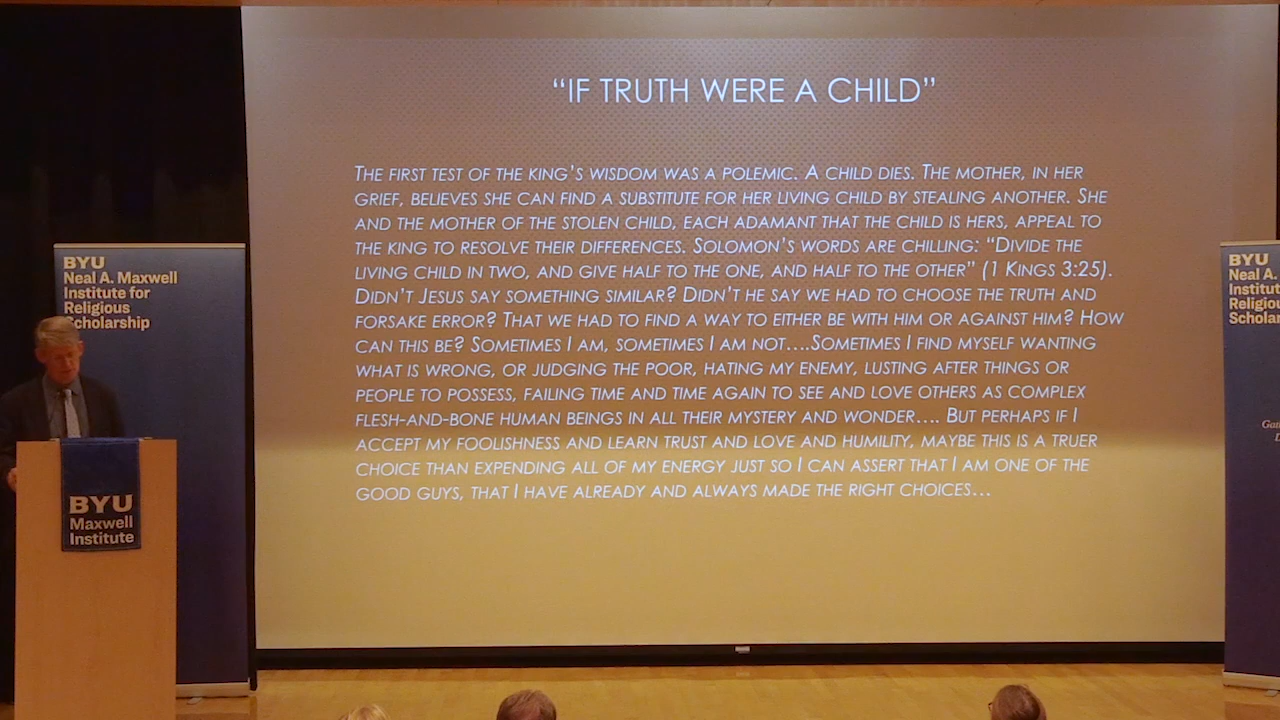 “IF TRUTH WERE A CHILD”
THE FIRST TEST OF THE KING’S WISDOM WAS A POLEMIC. A CHILD DIES. THE MOTHER, IN HER
GRIEF, BELIEVES SHE CAN FIND A SUBSTITUTE FOR HER LIVING CHILD BY STEALING ANOTHER. SHE
AND THE MOTHER OF THE STOLEN CHILD, EACH ADAMANT THAT THE CHILD IS HERS, APPEAL TO
THE KING TO RESOLVE THEIR DIFFERENCES. SOLOMON’S WORDS ARE CHILLING: “DIVIDE THE
LIVING CHILD IN TWO, AND GIVE HALF TO THE ONE, AND HALF TO THE OTHER” (1 KINGS 3:25).
DIDN’T JESUS SAY SOMETHING SIMILAR? DIDN’T HE SAY WE HAD TO CHOOSE THE TRUTH AND
FORSAKE ERROR? THAT WE HAD TO FIND A WAY TO EITHER BE WITH HIM OR AGAINST HIM? HOW
CAN THIS BE? SOMETIMES I AM, SOMETIMES I AM NOT....SOMETIMES I FIND MYSELF WANTING
WHAT IS WRONG, OR JUDGING THE POOR, HATING MY ENEMY, LUSTING AFTER THINGS OR
PEOPLE TO POSSESS, FAILING TIME AND TIME AGAIN TO SEE AND LOVE OTHERS AS COMPLEX
FLESH-AND-BONE HUMAN BEINGS IN ALL THEIR MYSTERY AND WONDER.... BUT PERHAPS IF I
ACCEPT MY FOOLISHNESS AND LEARN TRUST AND LOVE AND HUMILITY, MAYBE THIS IS A TRUER
CHOICE THAN EXPENDING ALL OF MY ENERGY JUST SO I CAN ASSERT THAT I AM ONE OF THE
GOOD GUYS, THAT I HAVE ALREADY AND ALWAYS MADE THE RIGHT CHOICES...
BYU
Neal A. Maxwell
Institute for
Religious
Scholarship
BYU
Maxwell
Institute
BYU
Neal A.